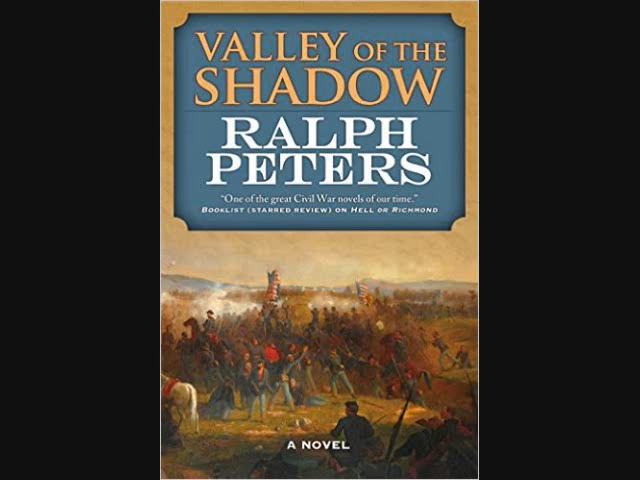 VALLEY OF THE
SHADOW
RALPH
PETERS
“One of the great Civil War novels of our time.”
BOOKLIST (STARRED REVIEW) ON HELL OR RICHMOND
A NOVEL